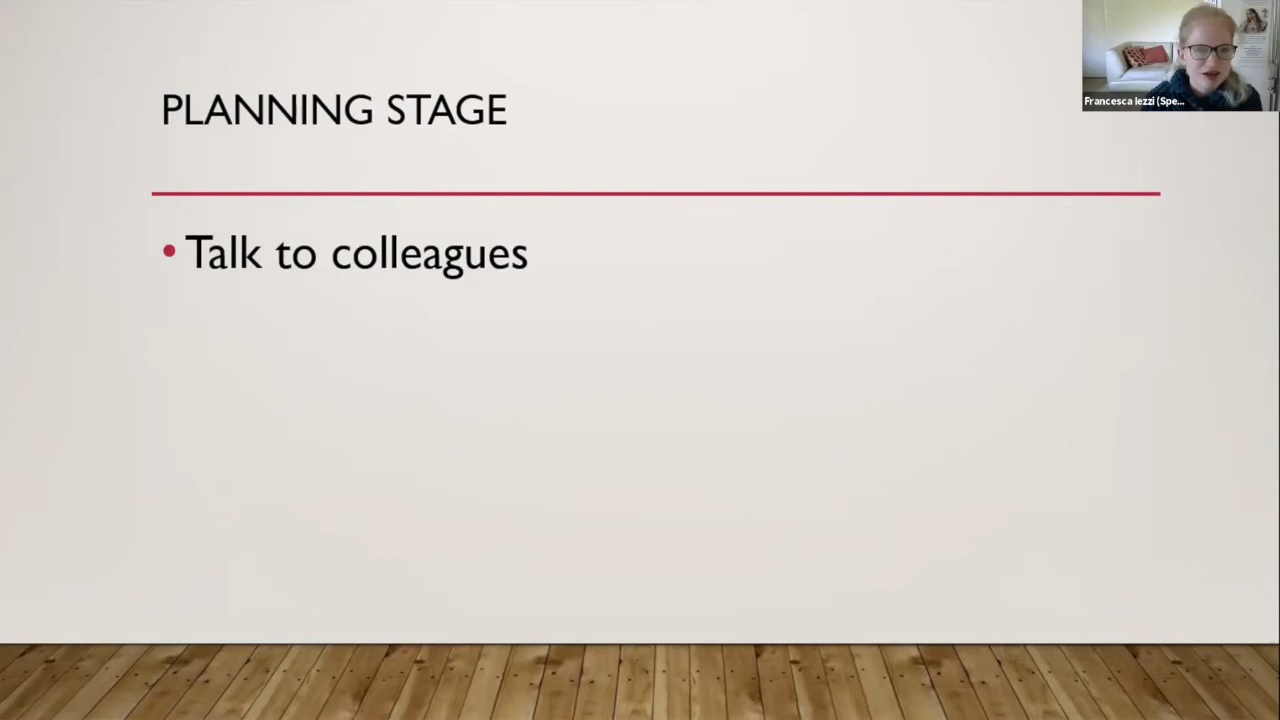 PLANNING STAGE
• Talk to colleagues
Francesca Iezzi (Spe...